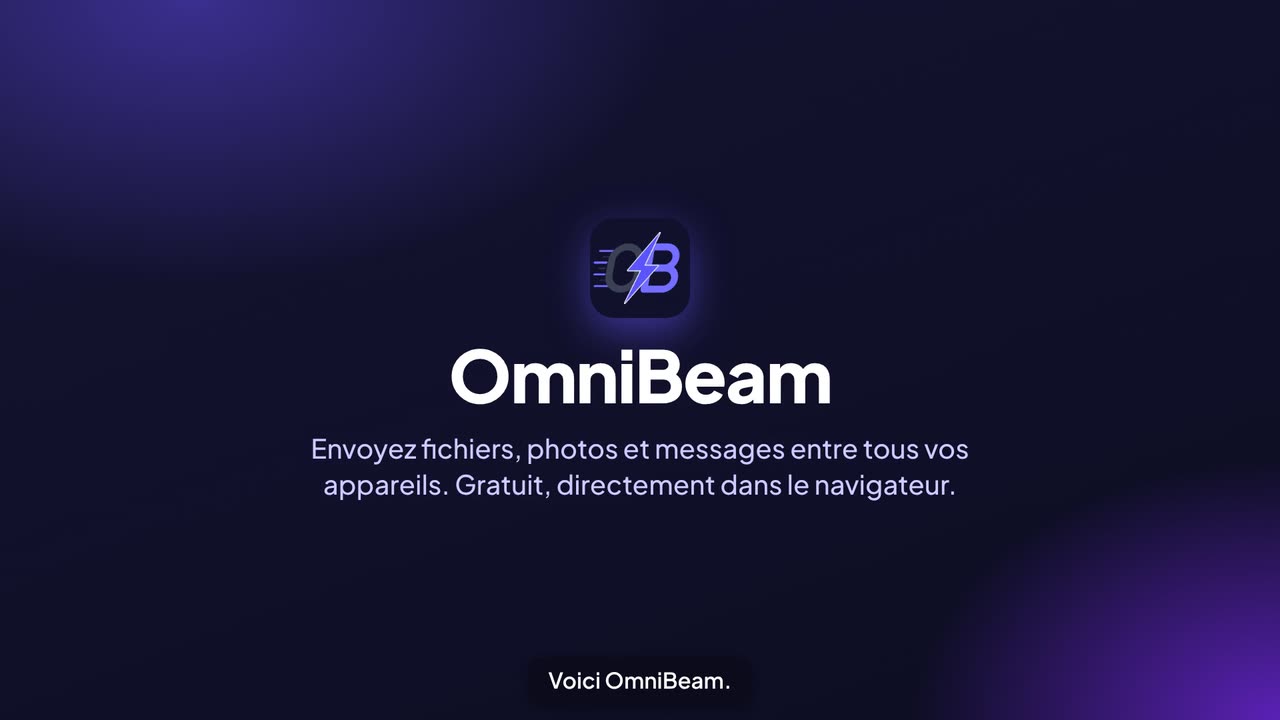 OB
OmniBeam
Envoyez fichiers, photos et messages entre tous vos
appareils. Gratuit, directement dans le navigateur.
Voici OmniBeam.